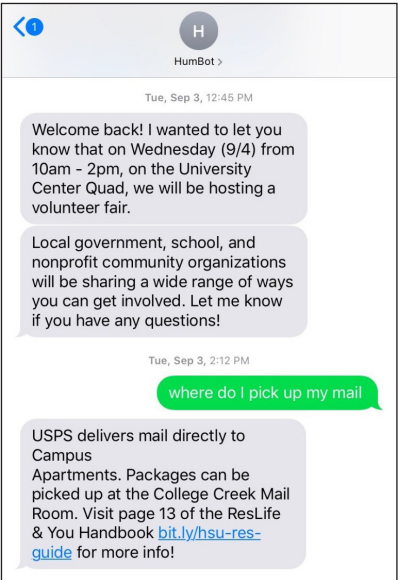 1
H
HumBot >
Tue, Sep 3, 12:45 PM
Welcome back! I wanted to let you
know that on Wednesday (9/4) from
10am - 2pm, on the University
Center Quad, we will be hosting a
volunteer fair.
Local government, school, and
nonprofit community organizations
will be sharing a wide range of ways
you can get involved. Let me know
if you have any questions!
Tue, Sep 3, 2:12 PM
where do I pick up my mail
USPS delivers mail directly to
Campus
Apartments. Packages can be
picked up at the College Creek Mail
Room. Visit page 13 of the ResLife
& You Handbook bit.ly/hsu-res-
guide for more info!